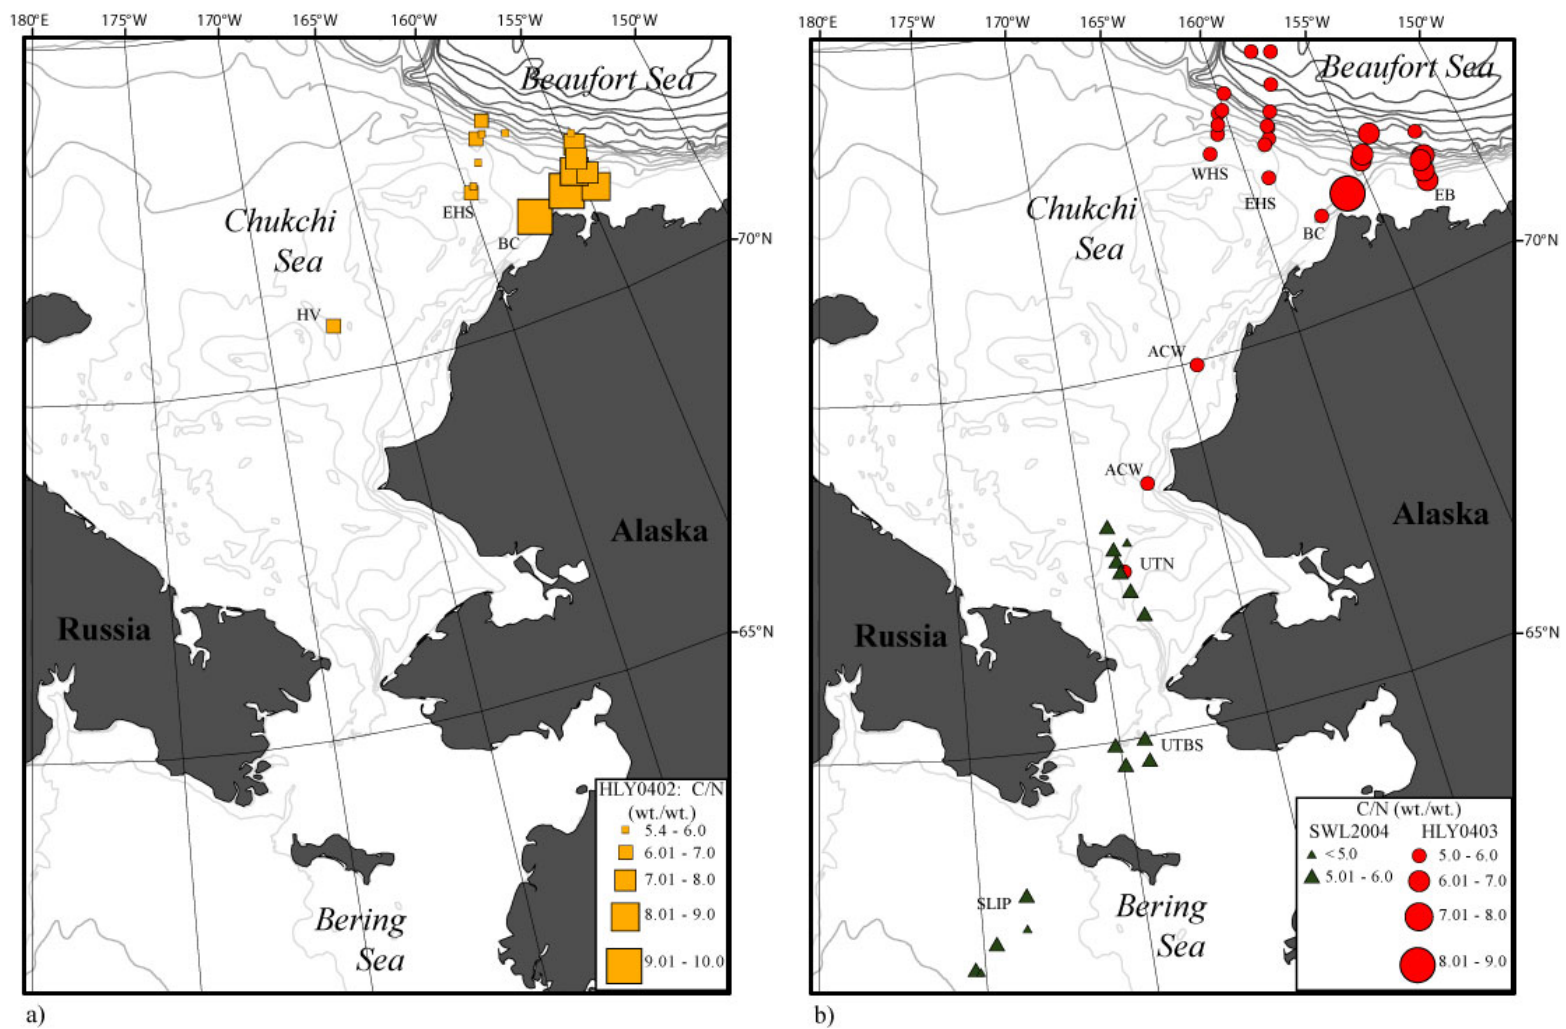 180°E 175°W 170°W 165°W 160°W 155°W 150°W
Beaufort Sea
EHS
Chukchi
Sea
BC
70°N
HV
Alaska
Russia
65°N
HLY0402: C/N
(wt./wt.)
5.4 - 6.0
6.01 - 7.0
7.01 - 8.0
8.01 - 9.0
9.01 - 10.0
Bering
Sea
a)
180°E 175°W 170°W 165°W 160°W 155°W 150°W
Beaufort Sea
WHS
EHS
EB
Chukchi
Sea
BC
70°N
ACW
ACW
Alaska
UTN
Russia
65°N
UTBS
C/N (wt./wt.)
SWL2004 HLY0403
<5.0 5.0 - 6.0
5.01 - 6.0 6.01 - 7.0
7.01 - 8.0
8.01 - 9.0
SLIP
Bering
Sea
b)